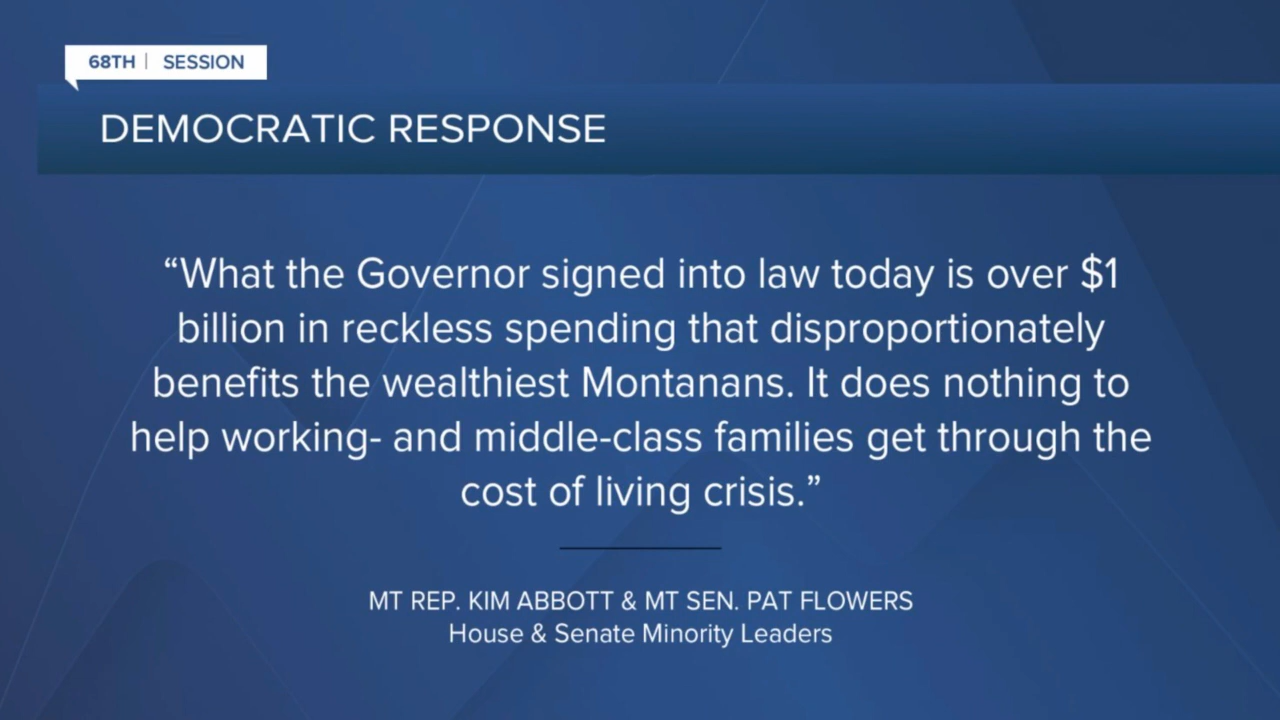 68TH | SESSION
DEMOCRATIC RESPONSE
“What the Governor signed into law today is over $1
billion in reckless spending that disproportionately
benefits the wealthiest Montanans. It does nothing to
help working- and middle-class families get through the
cost of living crisis.”
MT REP. KIM ABBOTT & MT SEN. PAT FLOWERS
House & Senate Minority Leaders